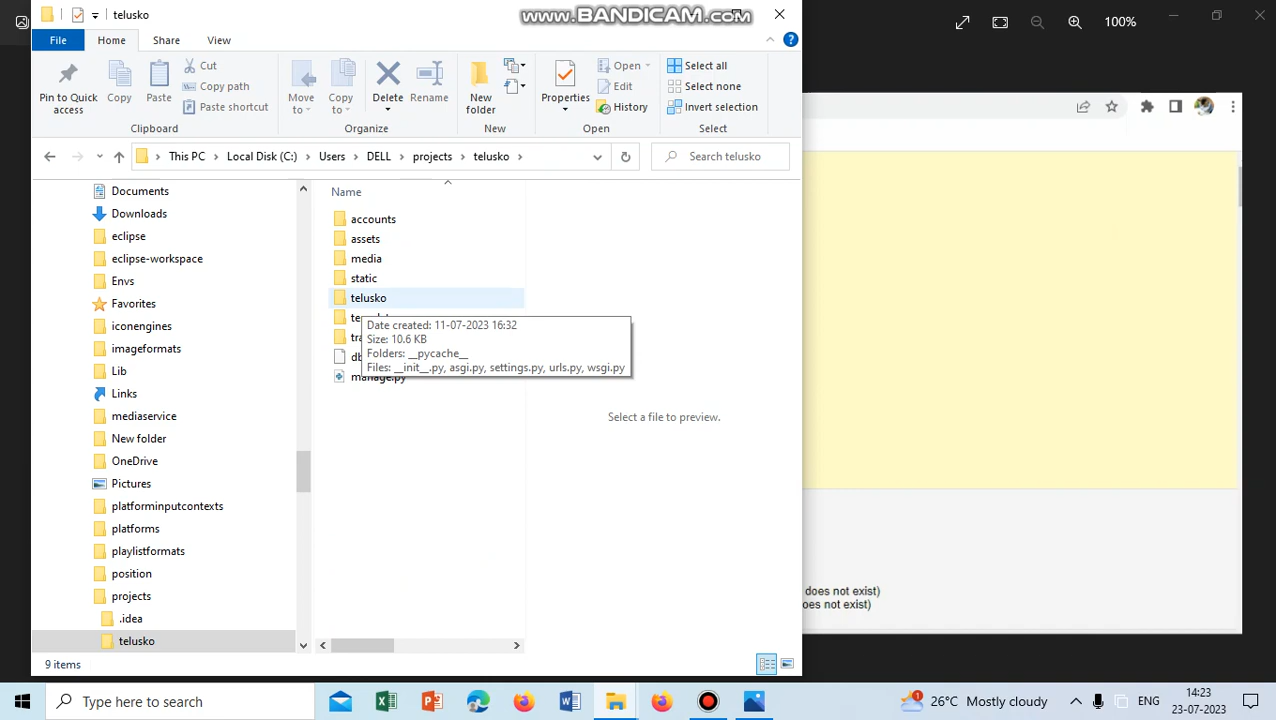 telusko
www.BANDICAM.com
100%
File Home Share View
Pin to Quick access
Copy
Paste
Cut
Copy path
Paste shortcut
Move to
Copy to
Delete
Rename
New folder
Properties
Open
Edit
History
Select all
Select none
Invert selection
Clipboard Organize New Open Select
This PC > Local Disk (C:) > Users > DELL > projects > telusko >
Search telusko
Documents
Downloads
eclipse
eclipse-workspace
Envs
Favorites
iconengines
imageformats
Lib
Links
mediaservice
New folder
OneDrive
Pictures
platforminputcontexts
platforms
playlistformats
position
projects
.idea
telusko
Name
accounts
assets
media
static
telusko
manage.py
Date created: 11-07-2023 16:32
Size: 10.6 KB
Folders: __pycache__
Files: __init__.py, asgi.py, settings.py, urls.py, wsgi.py
Select a file to preview.
does not exist)
oes not exist)
9 items
Type here to search
26°C Mostly cloudy
ENG
14:23
23-07-2023